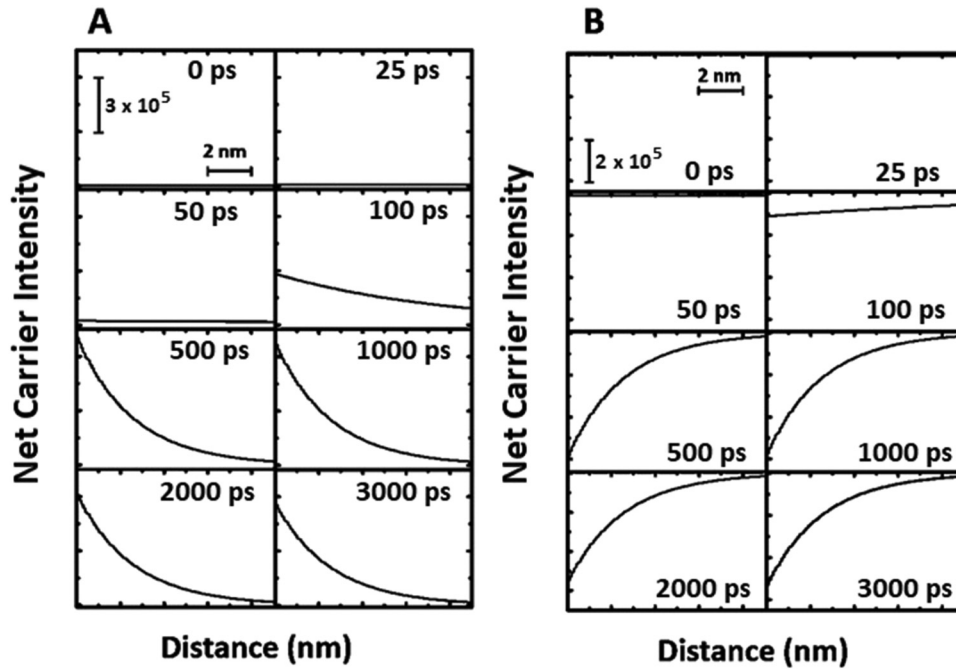 A
Net Carrier Intensity
0 ps
3 x 10⁵
2 nm
25 ps
50 ps
100 ps
500 ps
1000 ps
2000 ps
3000 ps
Distance (nm)
B
Net Carrier Intensity
2 nm
2 x 10⁵
0 ps
25 ps
50 ps
100 ps
500 ps
1000 ps
2000 ps
3000 ps
Distance (nm)